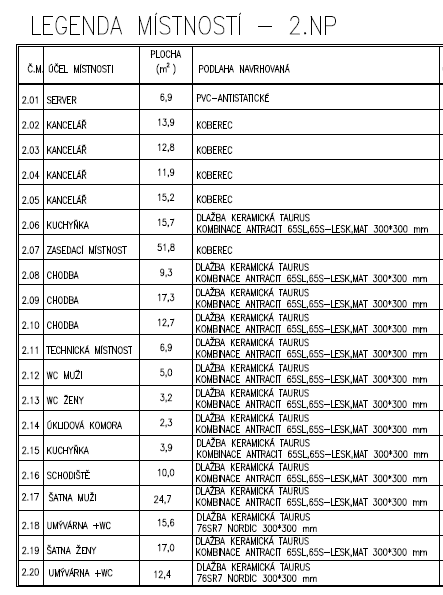 LEGENDA MÍSTNOSTÍ – 2.NP
Č.M. ÚČEL MÍSTNOSTI PLOCHA (m²) PODLAHA NAVRHOVANÁ
2.01 SERVER 6,9 PVC-ANTISTATICKÉ
2.02 KANCELÁŘ 13,9 KOBEREC
2.03 KANCELÁŘ 12,8 KOBEREC
2.04 KANCELÁŘ 11,9 KOBEREC
2.05 KANCELÁŘ 15,2 KOBEREC
2.06 KUCHYŇKA 15,7 DLAŽBA KERAMICKÁ TAURUS
KOMBINACE ANTRACIT 65SL,65S-LESK,MAT 300*300 mm
2.07 ZASEDACÍ MÍSTNOST 51,8 KOBEREC
2.08 CHODBA 9,3 DLAŽBA KERAMICKÁ TAURUS
KOMBINACE ANTRACIT 65SL,65S-LESK,MAT 300*300 mm
2.09 CHODBA 17,3 DLAŽBA KERAMICKÁ TAURUS
KOMBINACE ANTRACIT 65SL,65S-LESK,MAT 300*300 mm
2.10 CHODBA 12,7 DLAŽBA KERAMICKÁ TAURUS
KOMBINACE ANTRACIT 65SL,65S-LESK,MAT 300*300 mm
2.11 TECHNICKÁ MÍSTNOST 6,9 DLAŽBA KERAMICKÁ TAURUS
KOMBINACE ANTRACIT 65SL,65S-LESK,MAT 300*300 mm
2.12 WC MUŽI 5,0 DLAŽBA KERAMICKÁ TAURUS
KOMBINACE ANTRACIT 65SL,65S-LESK,MAT 300*300 mm
2.13 WC ŽENY 3,2 DLAŽBA KERAMICKÁ TAURUS
KOMBINACE ANTRACIT 65SL,65S-LESK,MAT 300*300 mm
2.14 ÚKLIDOVÁ KOMORA 2,3 DLAŽBA KERAMICKÁ TAURUS
KOMBINACE ANTRACIT 65SL,65S-LESK,MAT 300*300 mm
2.15 KUCHYŇKA 3,9 DLAŽBA KERAMICKÁ TAURUS
KOMBINACE ANTRACIT 65SL,65S-LESK,MAT 300*300 mm
2.16 SCHODIŠTĚ 10,0 DLAŽBA KERAMICKÁ TAURUS
KOMBINACE ANTRACIT 65SL,65S-LESK,MAT 300*300 mm
2.17 ŠATNA MUŽI 24,7 DLAŽBA KERAMICKÁ TAURUS
KOMBINACE ANTRACIT 65SL,65S-LESK,MAT 300*300 mm
2.18 UMÝVÁRNA +WC 15,6 DLAŽBA KERAMICKÁ TAURUS
76SR7 NORDIC 300*300 mm
2.19 ŠATNA ŽENY 17,0 DLAŽBA KERAMICKÁ TAURUS
KOMBINACE ANTRACIT 65SL,65S-LESK,MAT 300*300 mm
2.20 UMÝVÁRNA +WC 12,4 DLAŽBA KERAMICKÁ TAURUS
76SR7 NORDIC 300*300 mm